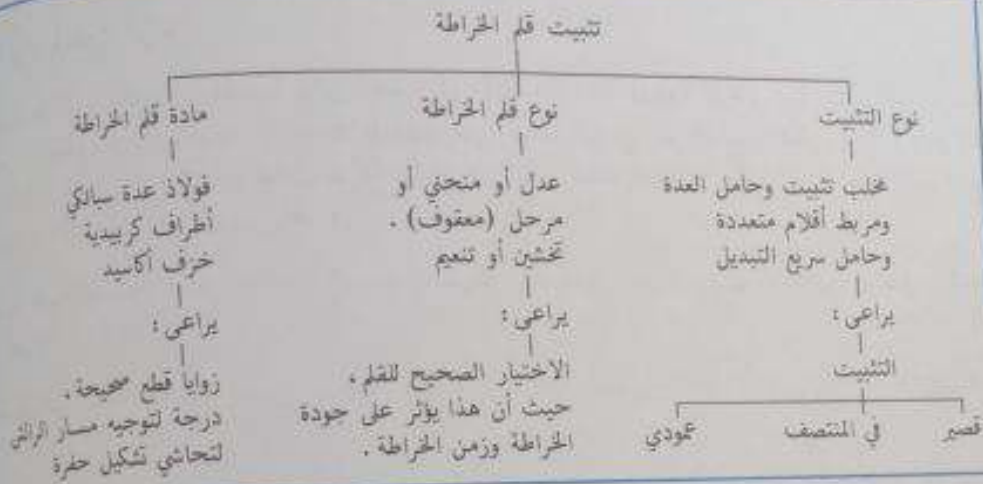 تثبيت قلم الخراطة
نوع التثبيت
مخلب تثبيت وحامل العدة
ومربط أقلام متعددة
وحامل سريع التبديل
يراعى :
التثبيت
قصير
في المنتصف
عمودي
نوع قلم الخراطة
عدل أو منحني أو
مرحل (معقوف) .
تخشين أو تنعيم
يراعى :
الاختيار الصحيح للقلم .
حيث أن هذا يؤثر على جودة
الخراطة وزمن الخراطة .
مادة قلم الخراطة
فولاذ عدة سبائكي
أطراف كربيدية
خزف أكاسيد
يراعى :
زوايا قطع صحيحة .
درجة لتوجيه مسار الرائش
لتحاشي تشكيل حفرة